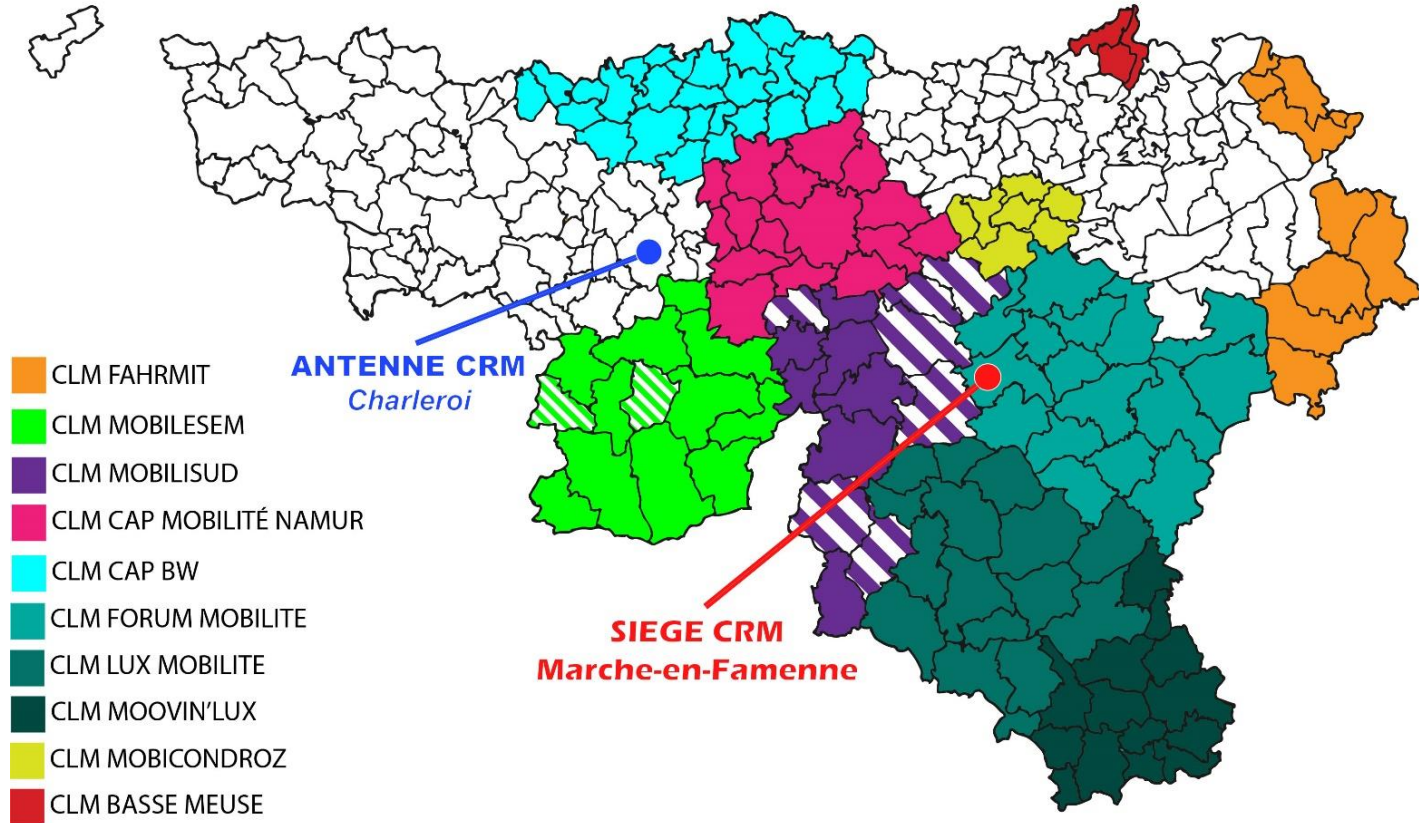 ANTENNE CRM
Charleroi
SIEGE CRM
Marche-en-Famenne
CLM FAHRMIT
CLM MOBILESEM
CLM MOBILISUD
CLM CAP MOBILITÉ NAMUR
CLM CAP BW
CLM FORUM MOBILITE
CLM LUX MOBILITE
CLM MOOVIN'LUX
CLM MOBICONDROZ
CLM BASSE MEUSE